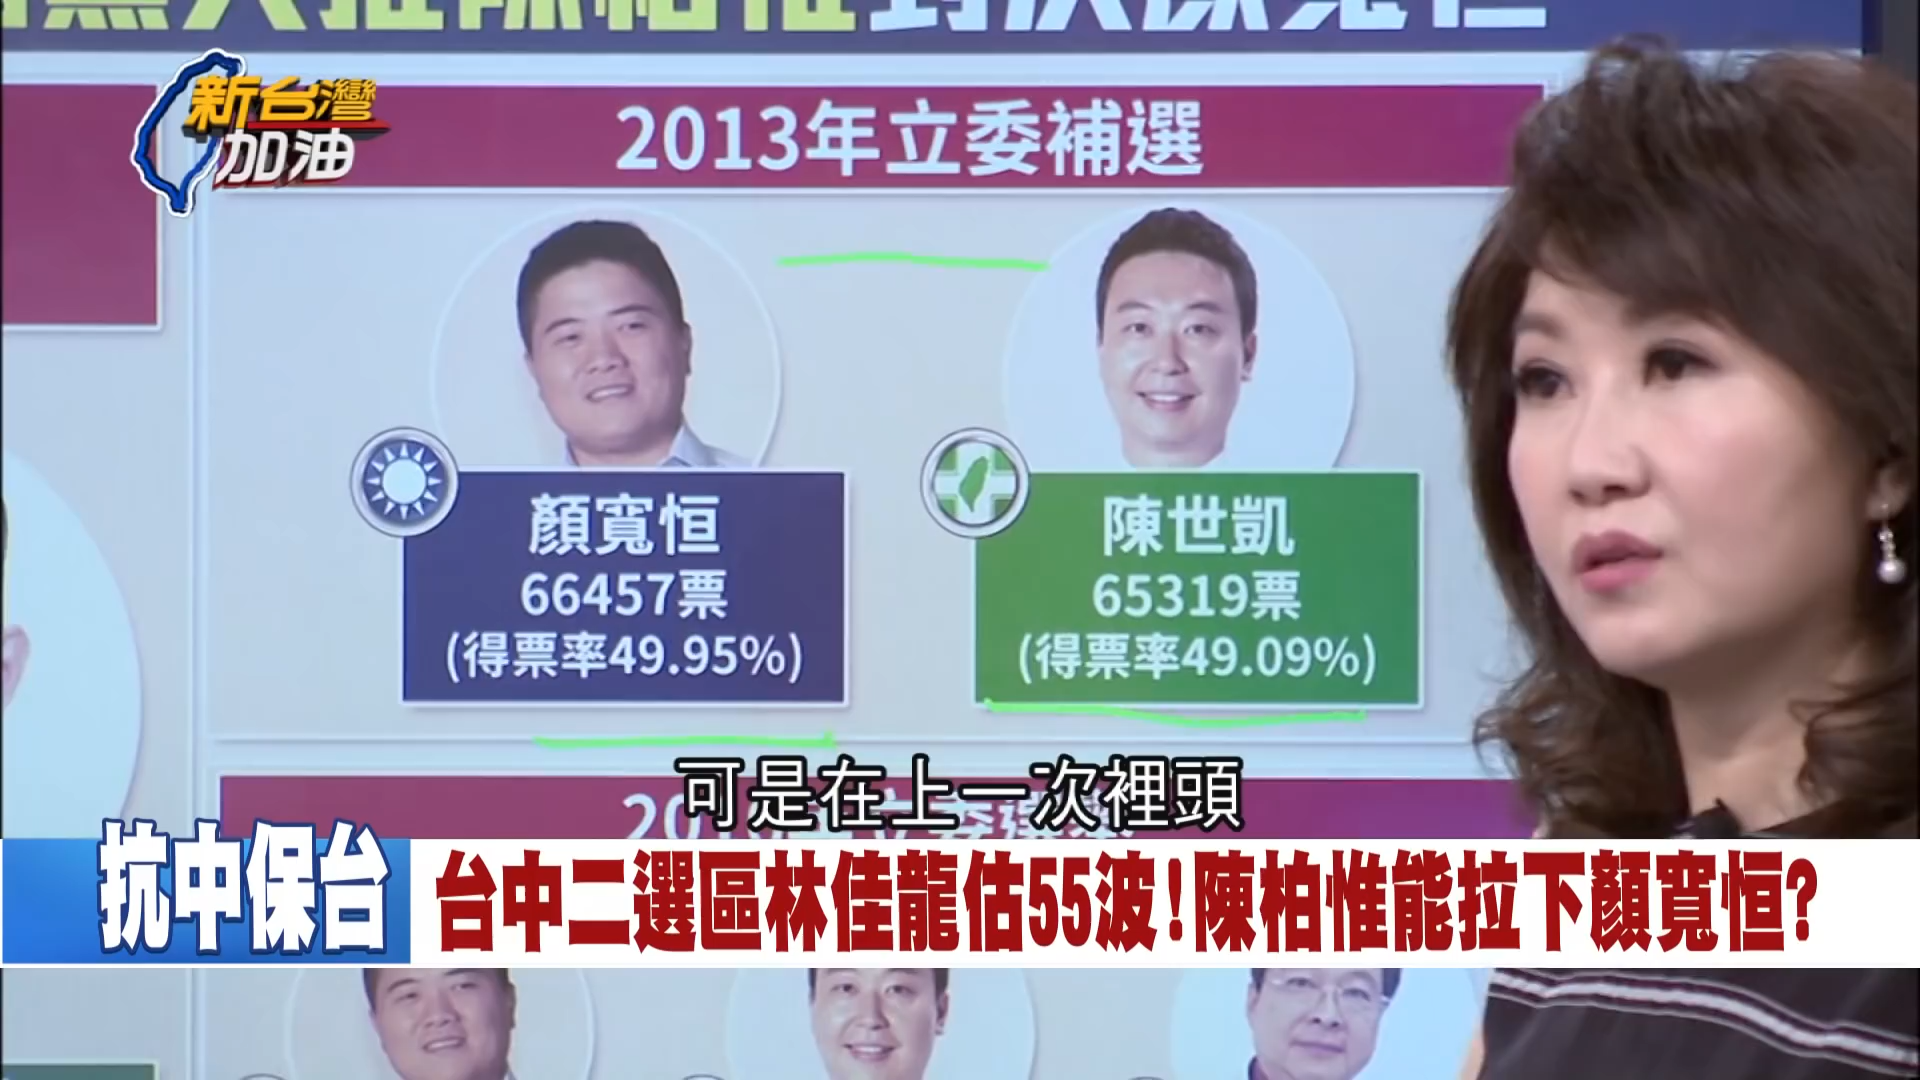 新台灣
加油
2013年立委補選
顏寬恒
66457票
(得票率49.95%)
陳世凱
65319票
(得票率49.09%)
可是在上一次裡頭
抗中保台
台中二選區林佳龍估55波!陳柏惟能拉下顏寬恒?